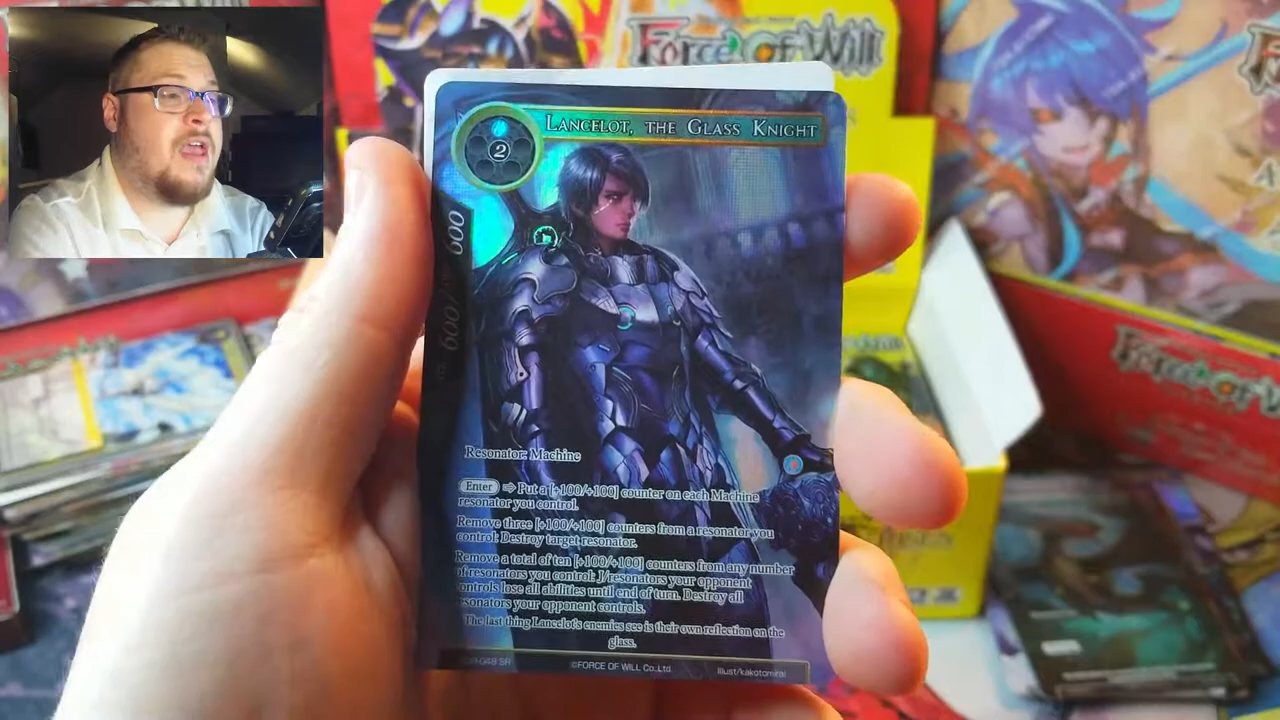 Force Of Will
LANCELOT, THE GLASS KNIGHT
2
600/600
Resonator: Machine
Enter ⇒ Put a [+100/+100] counter on each Machine
resonator you control.
Remove three [+100/+100] counters from a resonator you
control: Destroy target resonator.
Remove a total of ten [+100/+100] counters from any number
of resonators you control: J/resonators your opponent
controls lose all abilities until end of turn. Destroy all
resonators your opponent controls.
The last thing Lancelot's enemies see is their own reflection on the
glass.
-048 SR
©FORCE OF WILL Co.,Ltd.
Illust/kakotomirai
Force Of W